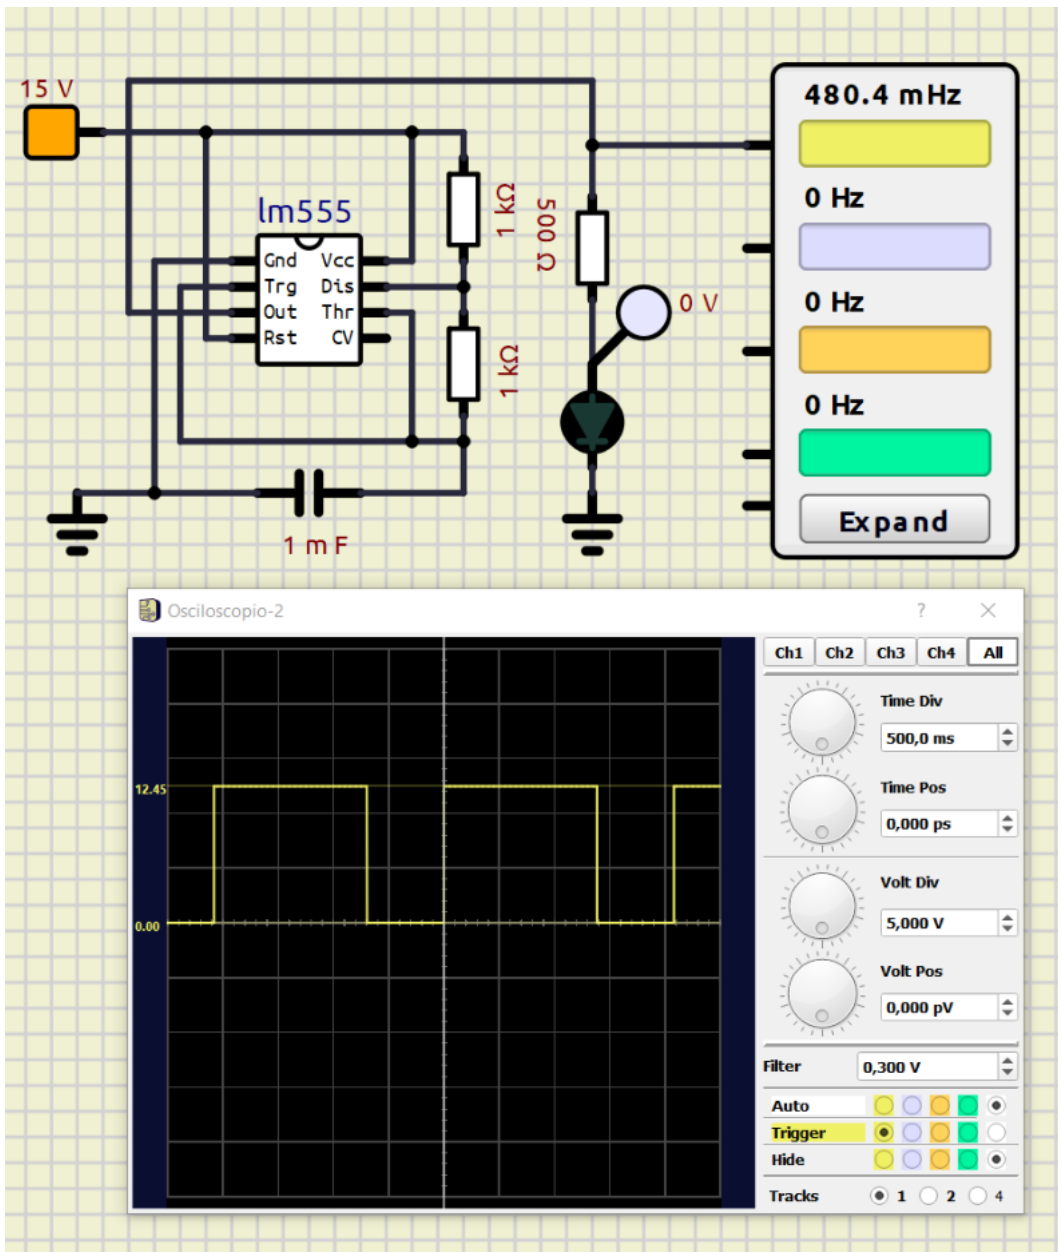 15 V
lm555
Gnd Vcc
Trg Dis
Out Thr
Rst CV
1 kΩ
1 kΩ
500 Ω
0 V
1 mF
480.4 mHz
0 Hz
0 Hz
0 Hz
Expand
Osciloscopio-2 ? ×
12.45
0.00
Ch1 Ch2 Ch3 Ch4 All
Time Div
500,0 ms
Time Pos
0,000 ps
Volt Div
5,000 V
Volt Pos
0,000 pV
Filter 0,300 V
Auto
Trigger
Hide
Tracks 1 2 4